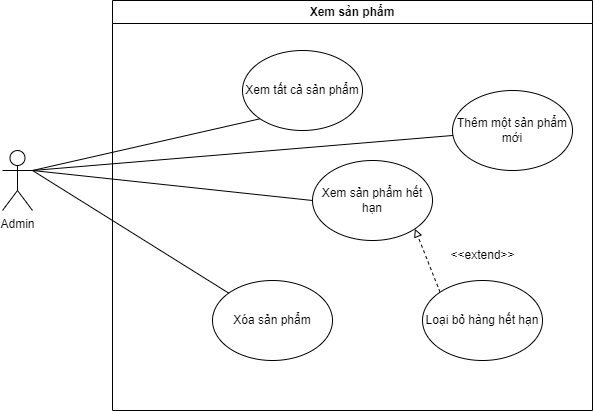 Xem sản phẩm
Xem tất cả sản phẩm
Thêm một sản phẩm
mới
Xem sản phẩm hết
hạn
Admin
<<extend>>
Xóa sản phẩm
Loại bỏ hàng hết hạn